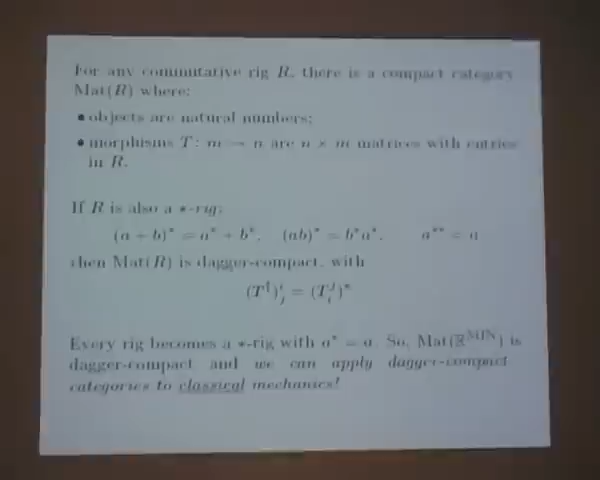 For any commutative rig R, there is a compact category
Mat(R) where:
• objects are natural numbers;
• morphisms T : m → n are n × m matrices with entries
in R.
If R is also a *-rig:
(a + b)* = a* + b*, (ab)* = b*a*, a** = a
then Mat(R) is dagger-compact, with
(T†)ⁱⱼ = (Tʲᵢ)*
Every rig becomes a *-rig with a* = a. So, Mat(ℝᴹᴵᴺ) is
dagger-compact and we can apply dagger-compact
categories to classical mechanics!